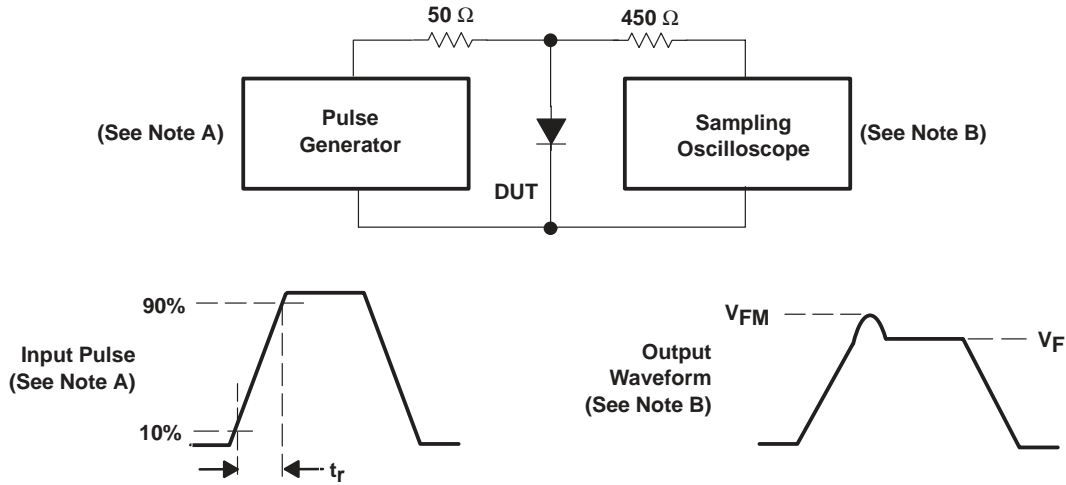 50 Ω
450 Ω
(See Note A)
Pulse
Generator
DUT
Sampling
Oscilloscope
(See Note B)
90%
Input Pulse
(See Note A)
10%
tr
VFM
VF
Output
Waveform
(See Note B)